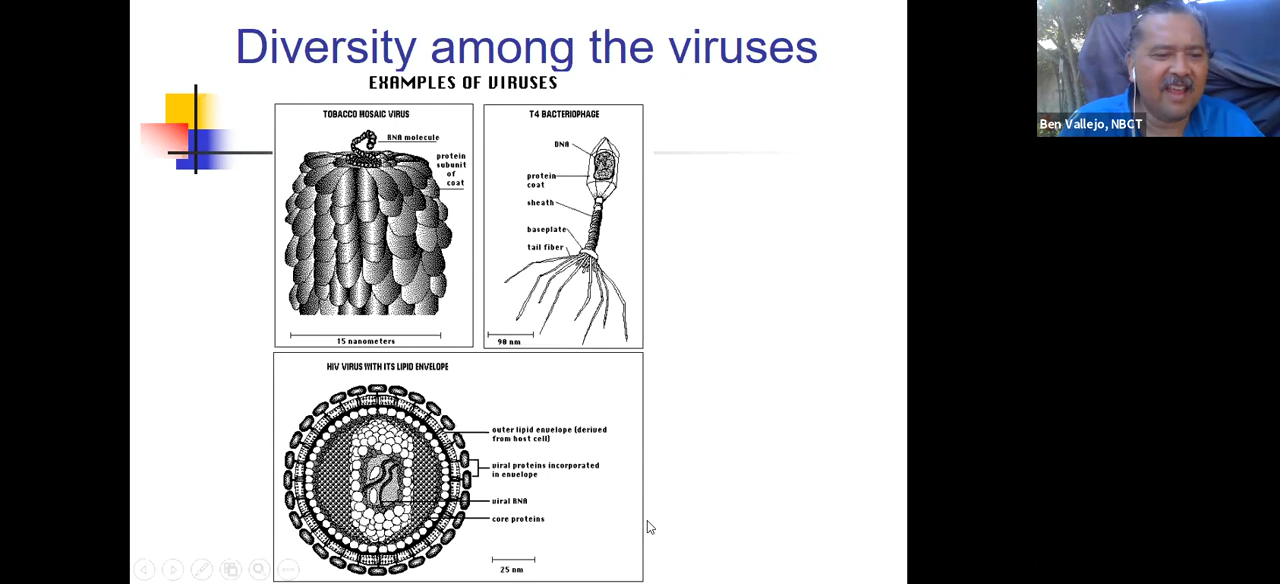 Diversity among the viruses
EXAMPLES OF VIRUSES
TOBACCO MOSAIC VIRUS
RNA molecule
protein
subunit
of
coat
15 nanometers
T4 BACTERIOPHAGE
DNA
protein
coat
sheath
baseplate
tail fiber
90 nm
HIV VIRUS WITH ITS LIPID ENVELOPE
outer lipid envelope (derived
from host cell)
viral proteins incorporated
in envelope
viral RNA
core proteins
25 nm
Ben Vallejo, NBCT